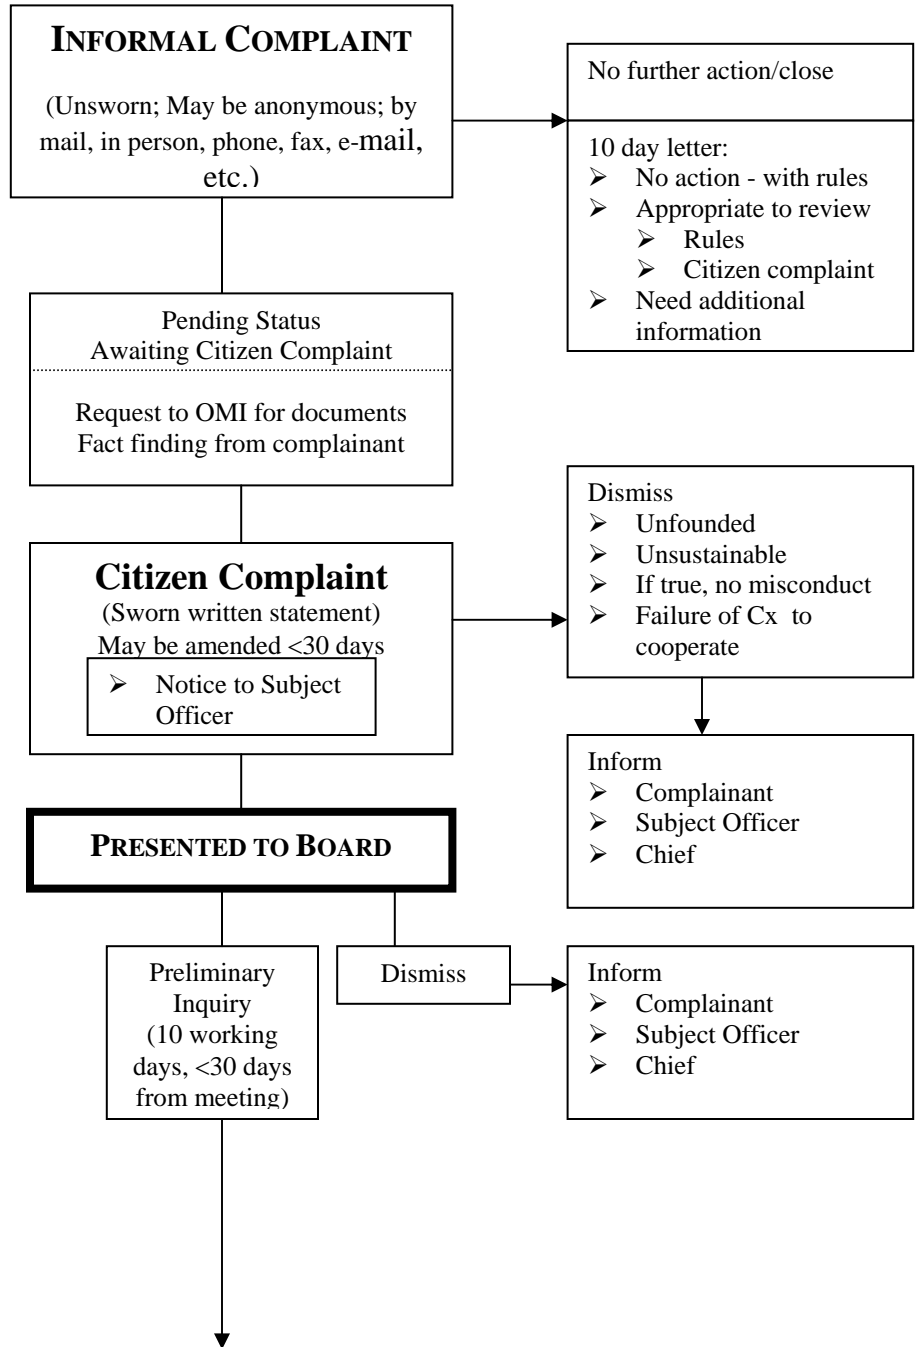 INFORMAL COMPLAINT
(Unsworn; May be anonymous; by
mail, in person, phone, fax, e-mail,
etc.)
No further action/close
10 day letter:
➢ No action - with rules
➢ Appropriate to review
➢ Rules
➢ Citizen complaint
➢ Need additional
information
Pending Status
Awaiting Citizen Complaint
Request to OMI for documents
Fact finding from complainant
Citizen Complaint
(Sworn written statement)
May be amended <30 days
➢ Notice to Subject
Officer
Dismiss
➢ Unfounded
➢ Unsustainable
➢ If true, no misconduct
➢ Failure of Cx to
cooperate
Inform
➢ Complainant
➢ Subject Officer
➢ Chief
PRESENTED TO BOARD
Preliminary
Inquiry
(10 working
days, <30 days
from meeting)
Dismiss
Inform
➢ Complainant
➢ Subject Officer
➢ Chief